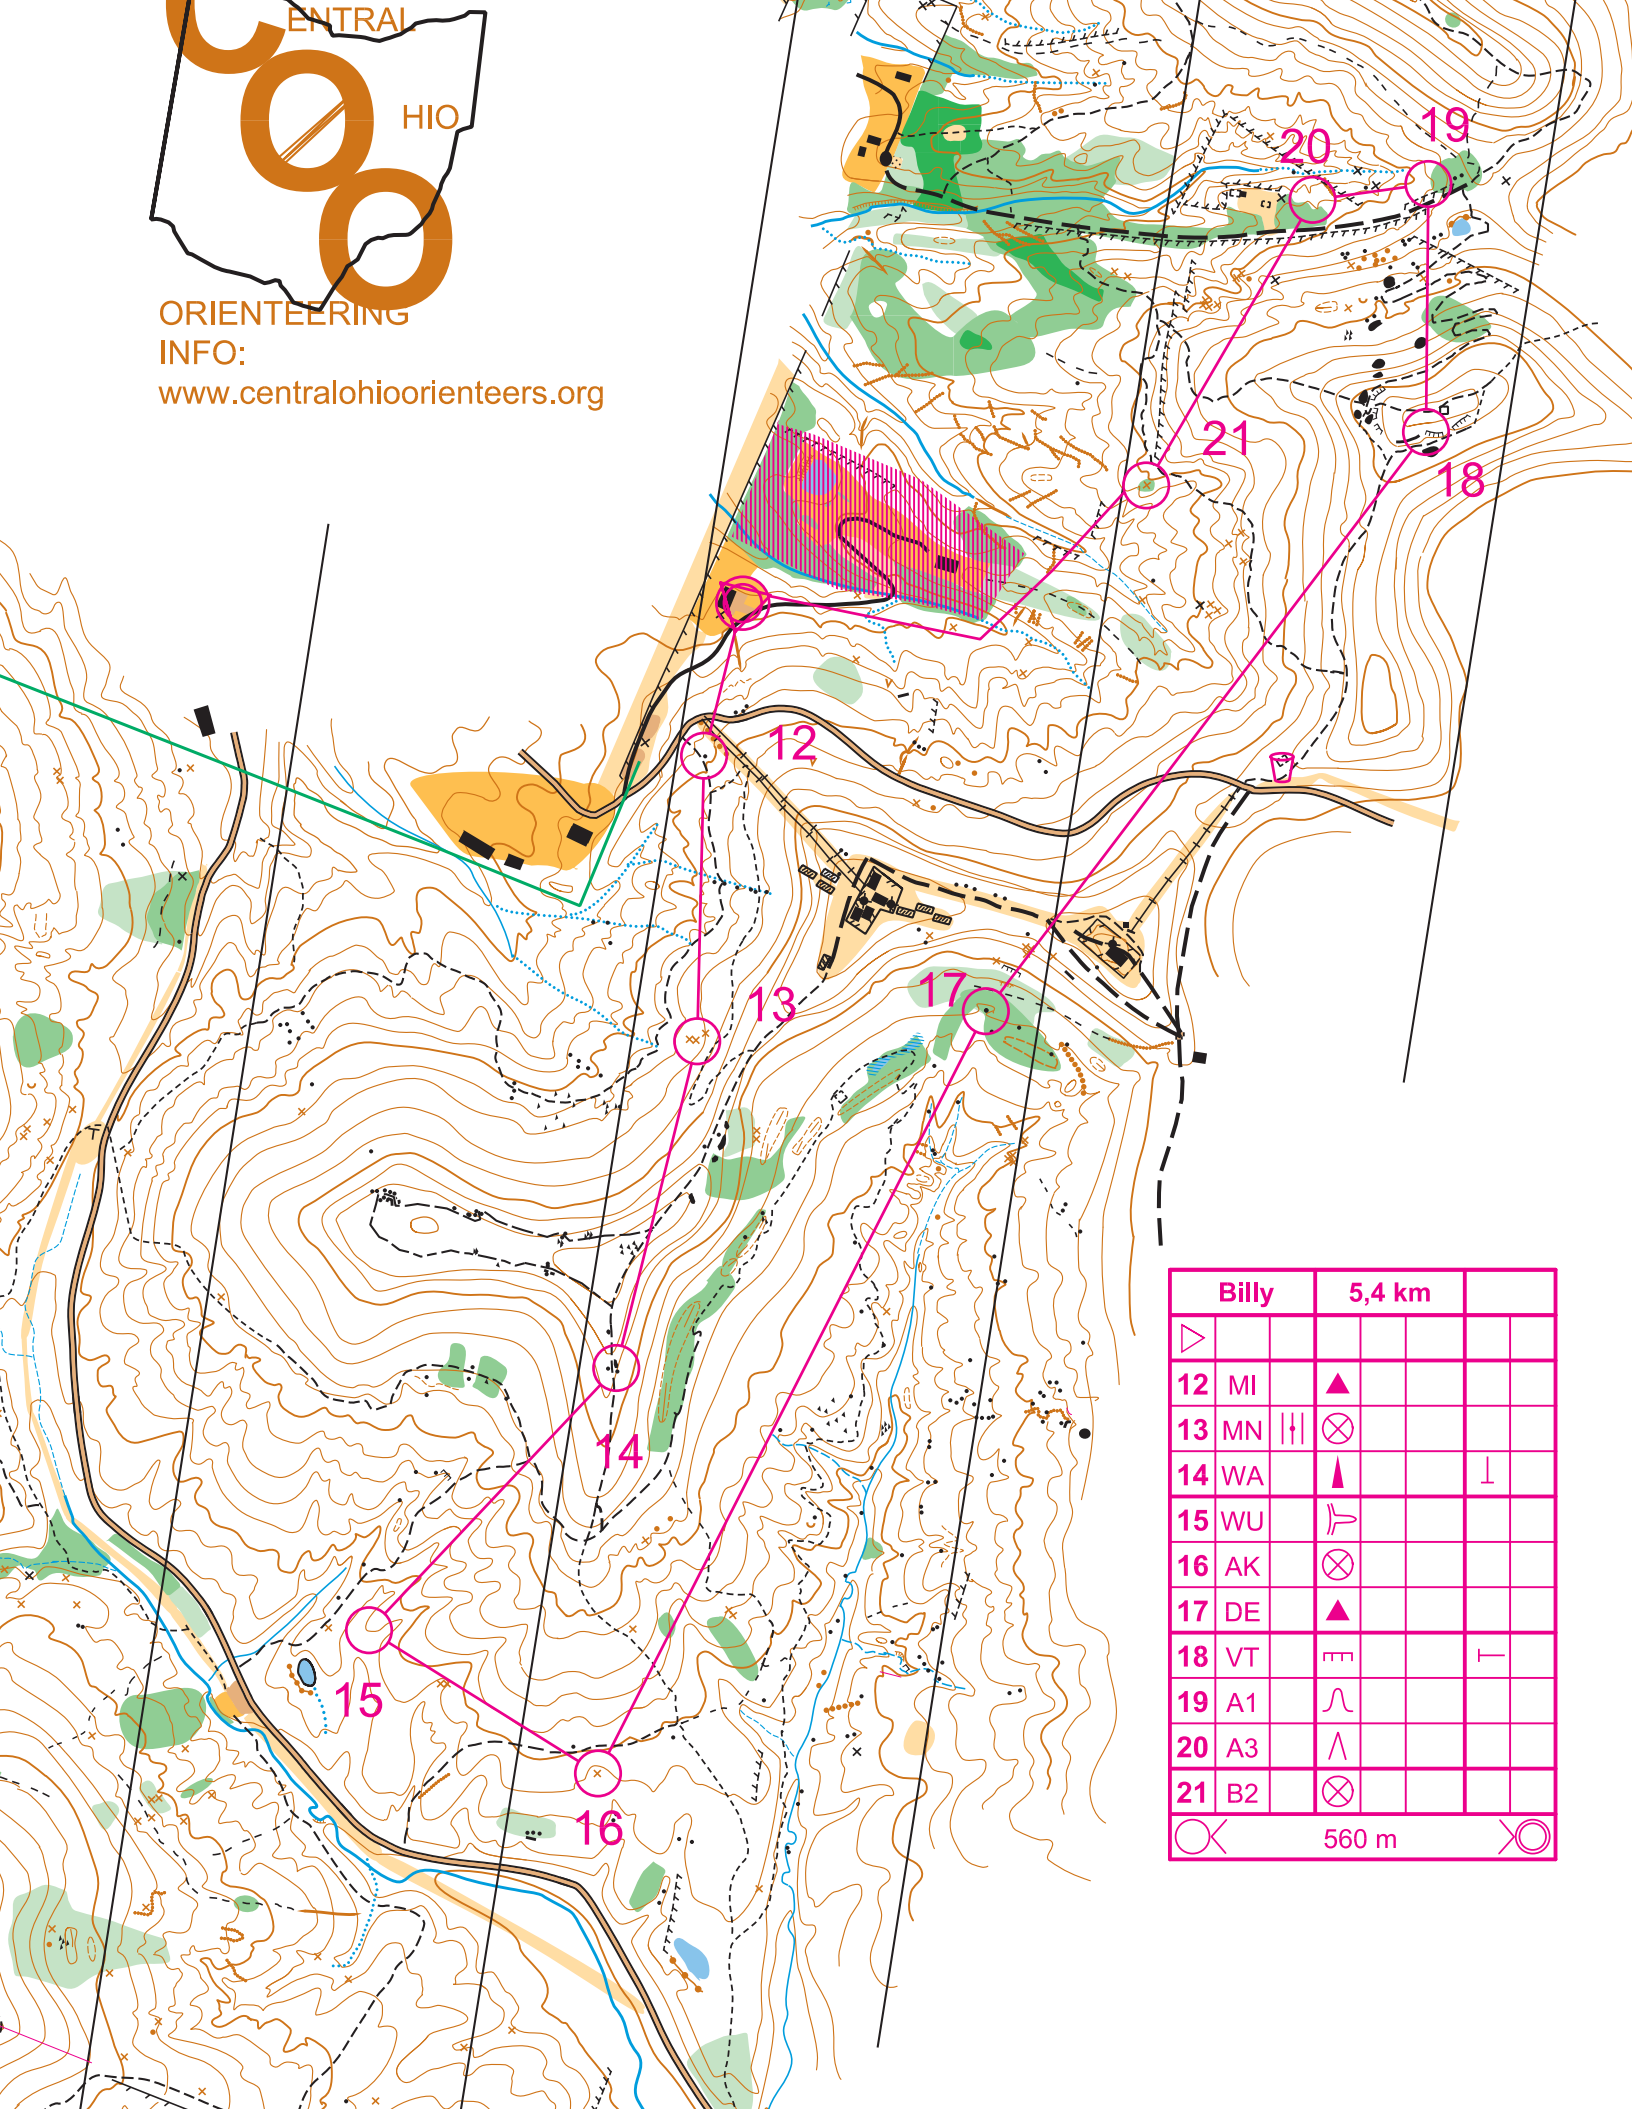 C
ENTRAL
O
HIO
O
ORIENTEERING
INFO:
www.centralohioorienteers.org
19
20
21
18
12
17
13
14
15
16
Billy 5,4 km
12 MI
13 MN
14 WA
15 WU
16 AK
17 DE
18 VT
19 A1
20 A3
21 B2
560 m